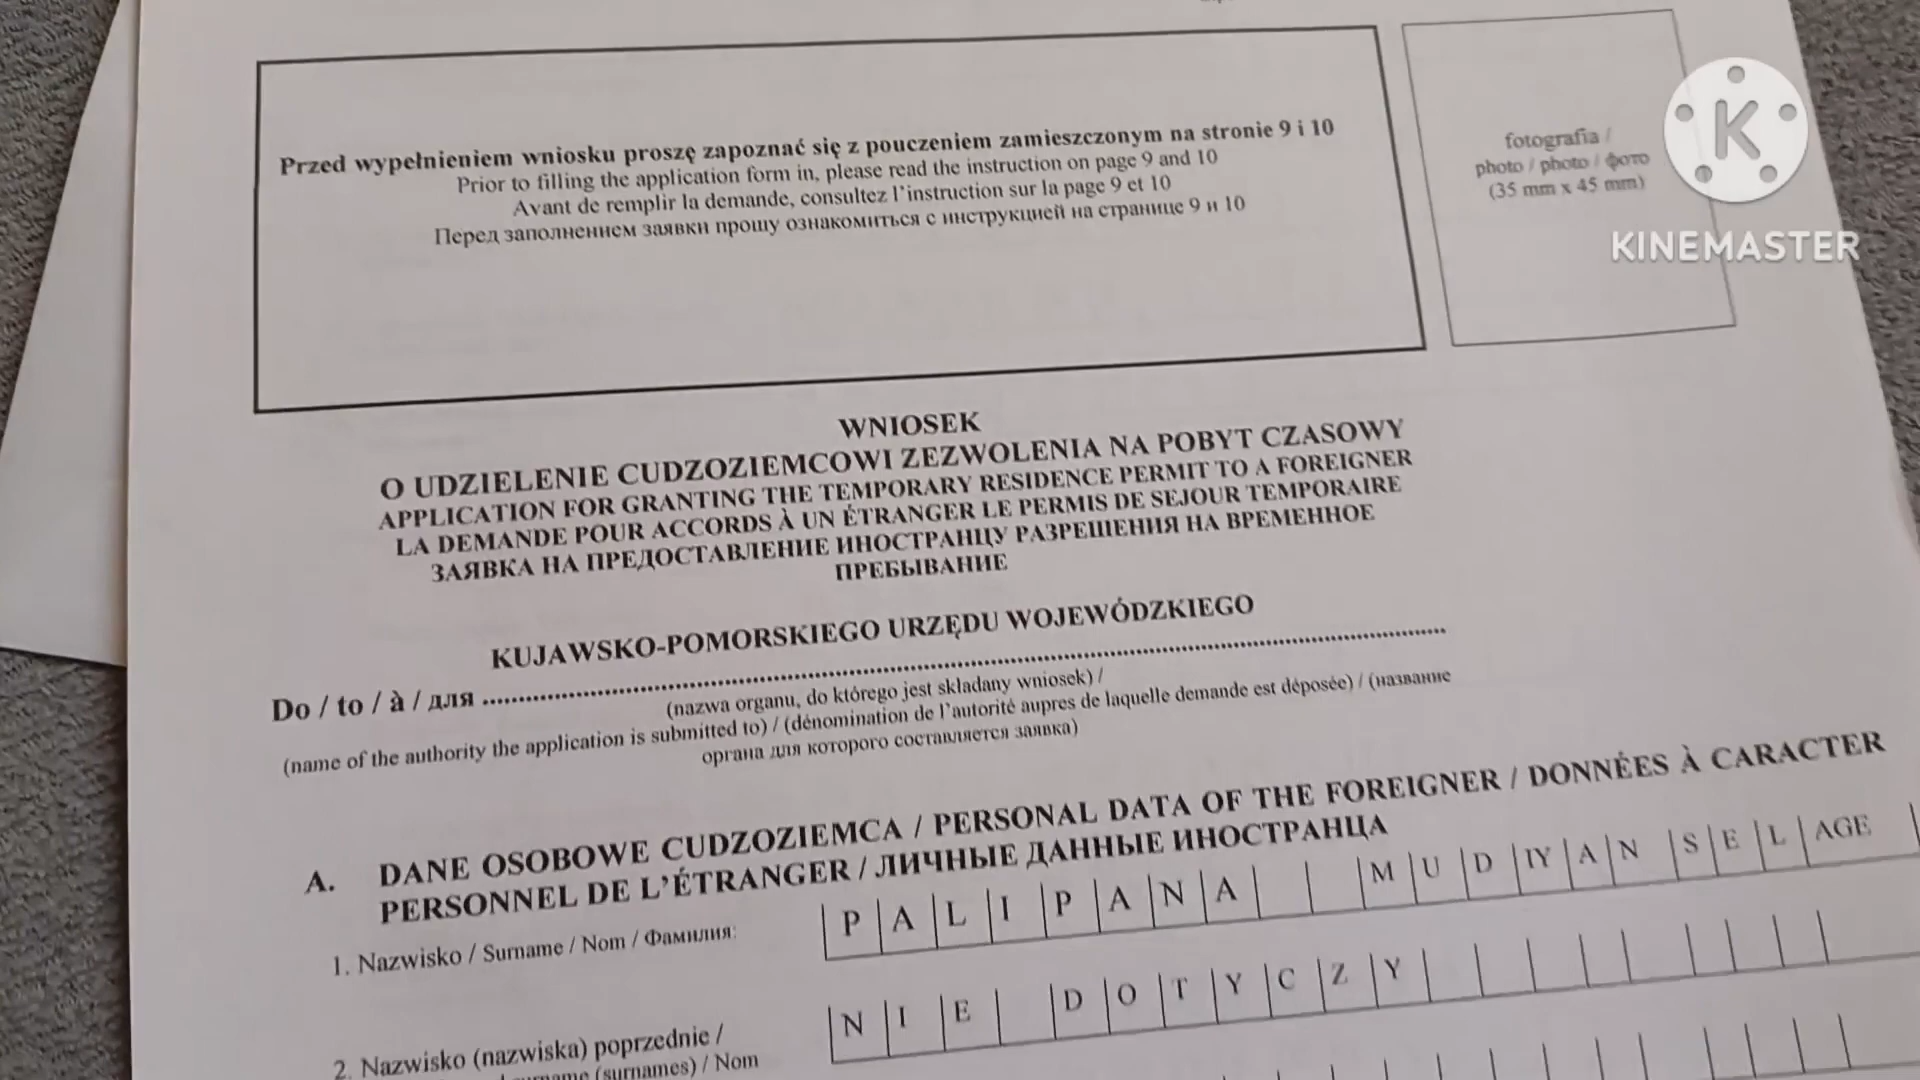 Przed wypełnieniem wniosku proszę zapoznać się z pouczeniem zamieszczonym na stronie 9 i 10
Prior to filling the application form in, please read the instruction on page 9 and 10
Avant de remplir la demande, consultez l'instruction sur la page 9 et 10
Перед заполнением заявки прошу ознакомиться с инструкцией на странице 9 и 10
fotografia /
photo / photo / фото
(35 mm x 45 mm)
K
KINEMASTER
WNIOSEK
O UDZIELENIE CUDZOZIEMCOWI ZEZWOLENIA NA POBYT CZASOWY
APPLICATION FOR GRANTING THE TEMPORARY RESIDENCE PERMIT TO A FOREIGNER
LA DEMANDE POUR ACCORDS À UN ÉTRANGER LE PERMIS DE SEJOUR TEMPORAIRE
ЗАЯВКА НА ПРЕДОСТАВЛЕНИЕ ИНОСТРАНЦУ РАЗРЕШЕНИЯ НА ВРЕМЕННОЕ
ПРЕБЫВАНИЕ
KUJAWSKO-POMORSKIEGO URZĘDU WOJEWÓDZKIEGO
Do / to / à / для
(nazwa organu, do którego jest składany wniosek) /
(name of the authority the application is submitted to) / (dénomination de l'autorité aupres de laquelle demande est déposée) / (название
органа для которого составляется заявка)
A. DANE OSOBOWE CUDZOZIEMCA / PERSONAL DATA OF THE FOREIGNER / DONNÉES À CARACTER
PERSONNEL DE L'ÉTRANGER / ЛИЧНЫЕ ДАННЫЕ ИНОСТРАНЦА
1. Nazwisko / Surname / Nom / Фамилия: PALIPANA MUDIYANSELAGE
2. Nazwisko (nazwiska) poprzednie / NIE DOTYCZY
(surnames) / Nom